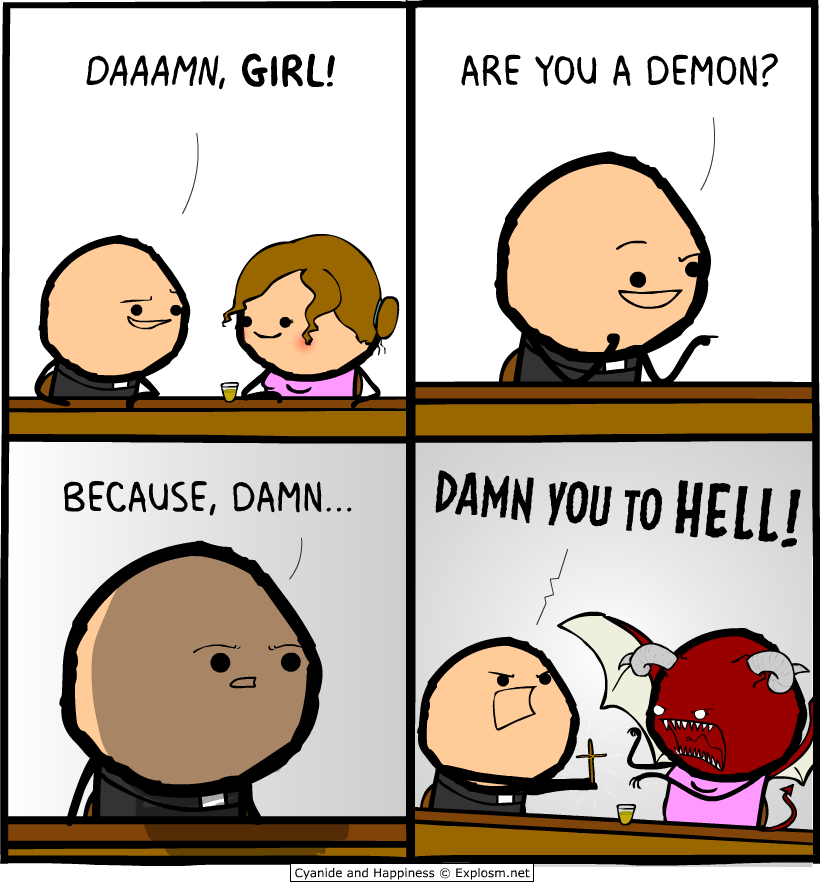 DAAAMN, GIRL!
ARE YOU A DEMON?
BECAUSE, DAMN...
DAMN YOU TO HELL!
Cyanide and Happiness © Explosm.net